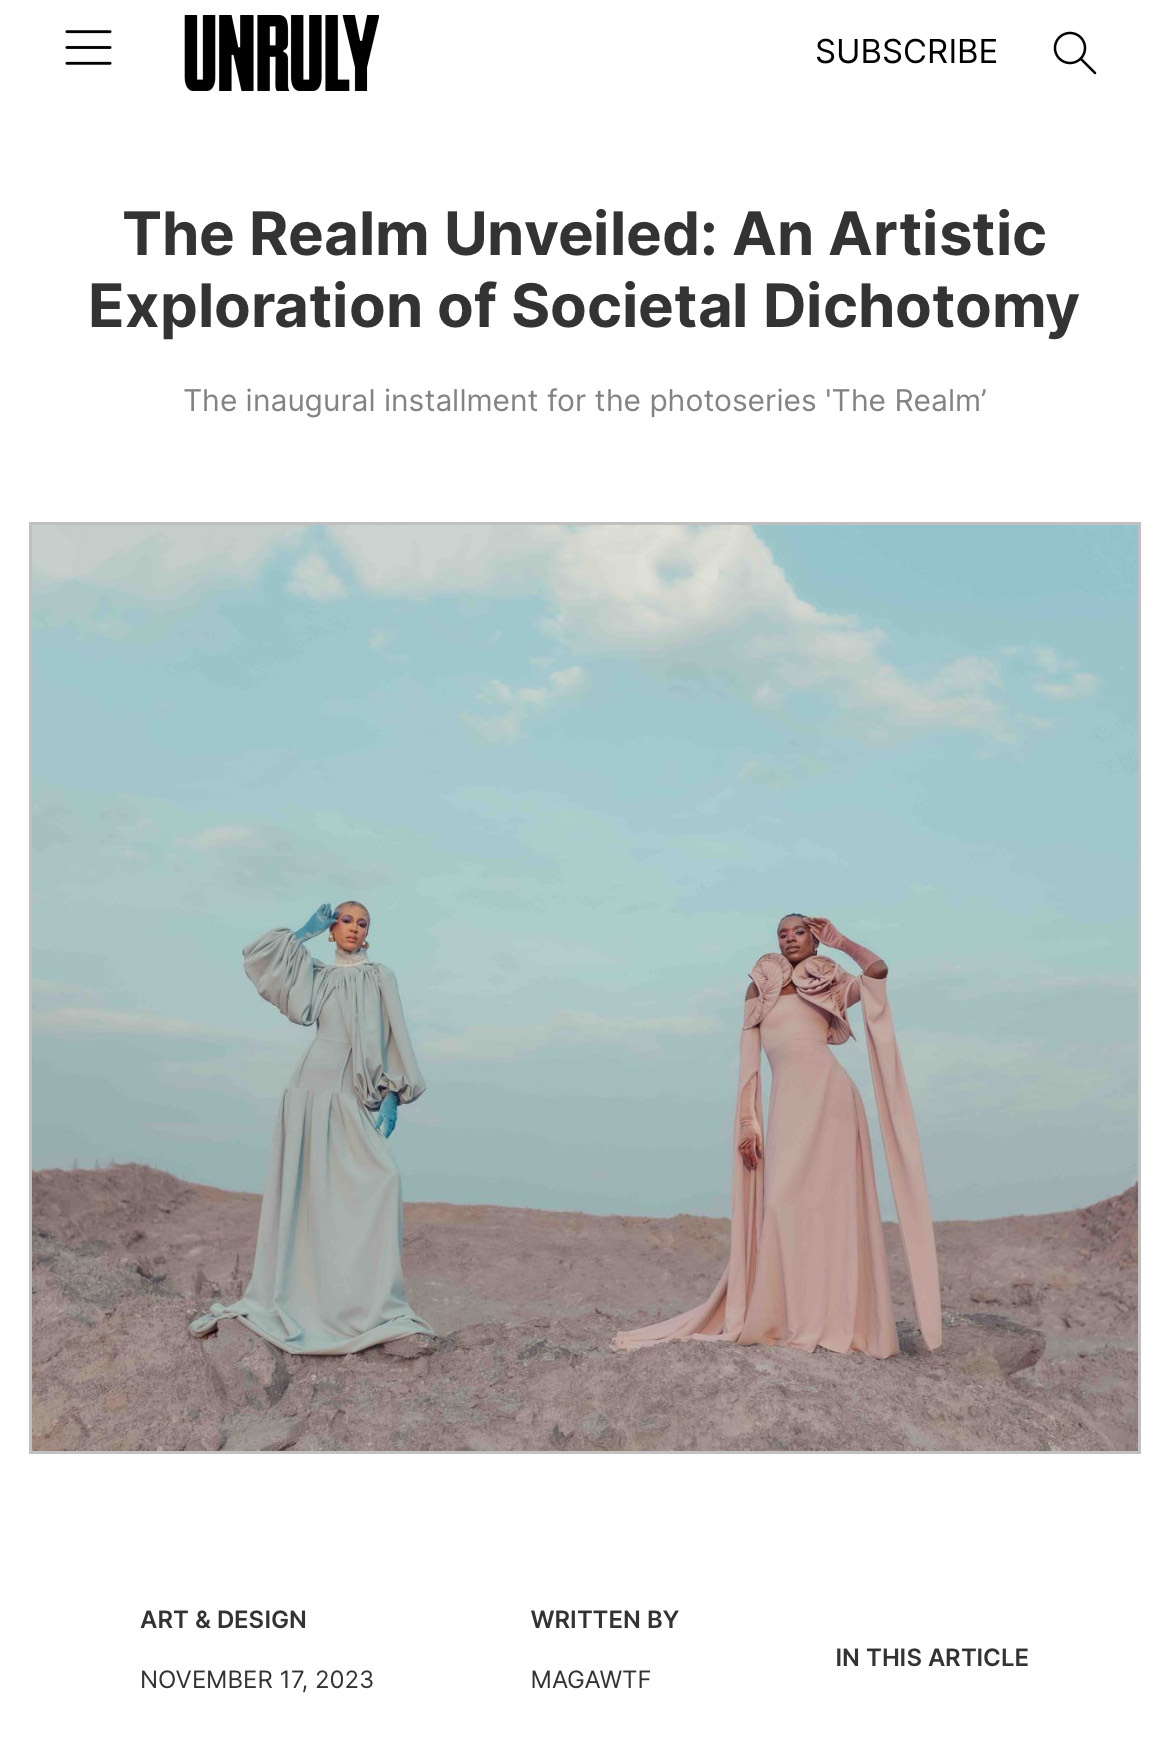 UNRULY
SUBSCRIBE
The Realm Unveiled: An Artistic
Exploration of Societal Dichotomy
The inaugural installment for the photoseries 'The Realm’
ART & DESIGN
NOVEMBER 17, 2023
WRITTEN BY
MAGAWTF
IN THIS ARTICLE